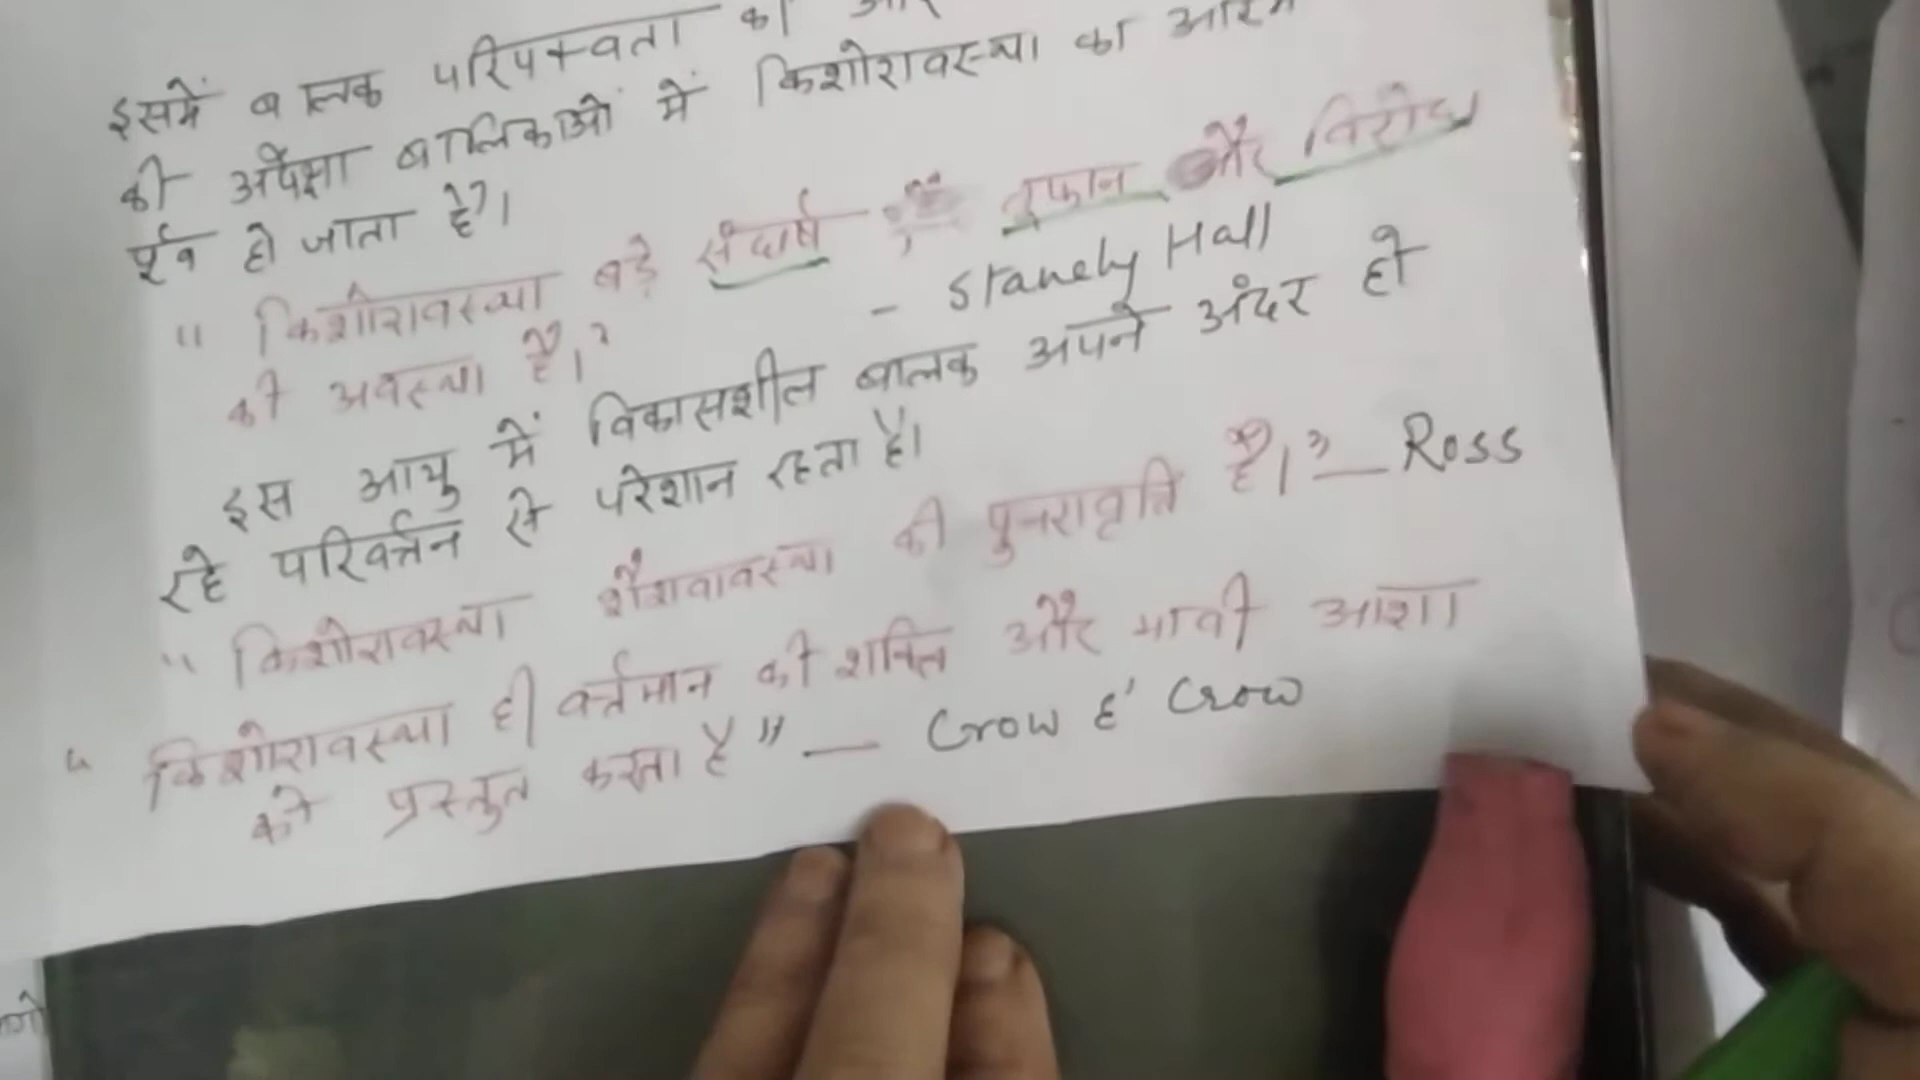 इसमें बालक परिपक्वता की ओर
की अपेक्षा बालिकाओं में किशोरावस्था का आरम्भ
पूर्व हो जाता है।
" किशोरावस्था बड़े संघर्ष, तूफान और विरोध
की अवस्था है।" - Stanely Hall
इस आयु में विकासशील बालक अपने अंदर हो
रहे परिवर्त्तन से परेशान रहता है।
" किशोरावस्था शैशवावस्था की पुनरावृत्ति है।" — Ross
" किशोरावस्था ही वर्त्तमान की शक्ति और भावी आशा
को प्रस्तुत करता है" — Crow & Crow